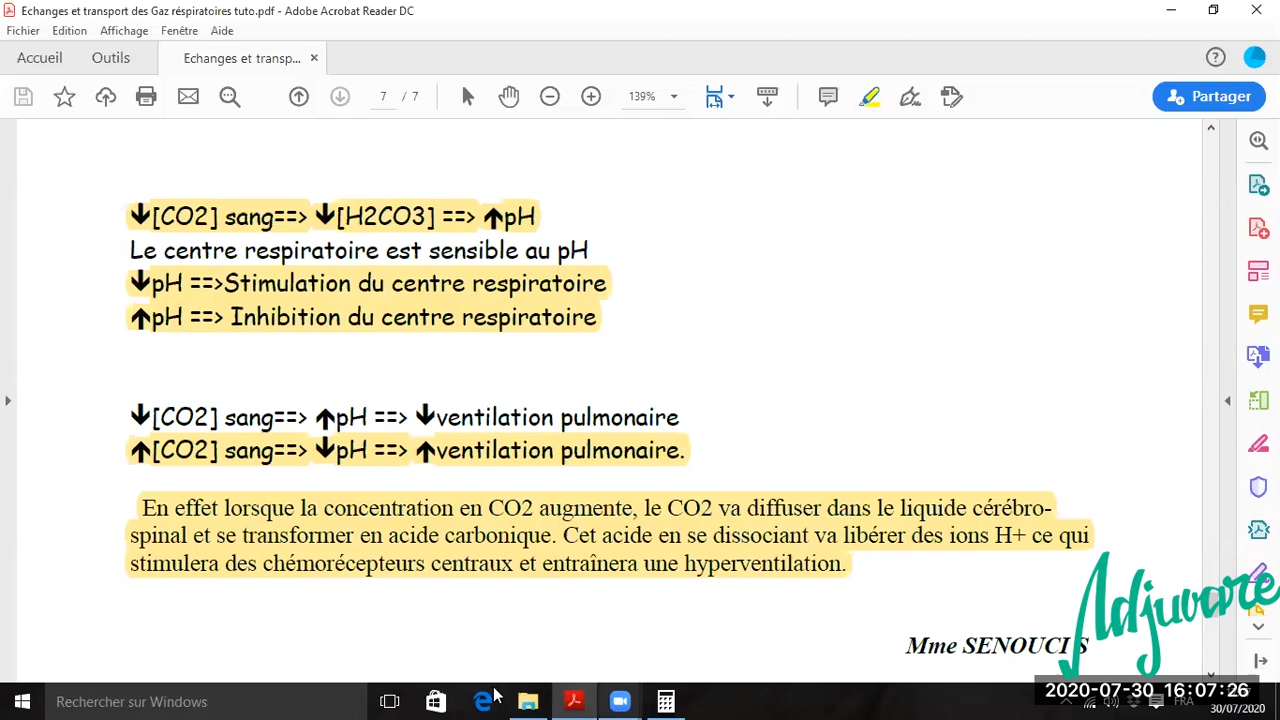 Echanges et transport des Gaz réspiratoires tuto.pdf - Adobe Acrobat Reader DC
Fichier Edition Affichage Fenêtre Aide
Accueil Outils Echanges et transp... ×
7 / 7 139% Partager
↓[CO2] sang==> ↓[H2CO3] ==> ↑pH
Le centre respiratoire est sensible au pH
↓pH ==>Stimulation du centre respiratoire
↑pH ==> Inhibition du centre respiratoire
↓[CO2] sang==> ↑pH ==> ↓ventilation pulmonaire
↑[CO2] sang==> ↓pH ==> ↑ventilation pulmonaire.
En effet lorsque la concentration en CO2 augmente, le CO2 va diffuser dans le liquide cérébro-
spinal et se transformer en acide carbonique. Cet acide en se dissociant va libérer des ions H+ ce qui
stimulera des chémorécepteurs centraux et entraînera une hyperventilation.
Adjuvare
Mme SENOUCI S
2020-07-30 16:07:26
Rechercher sur Windows FRA 30/07/2020